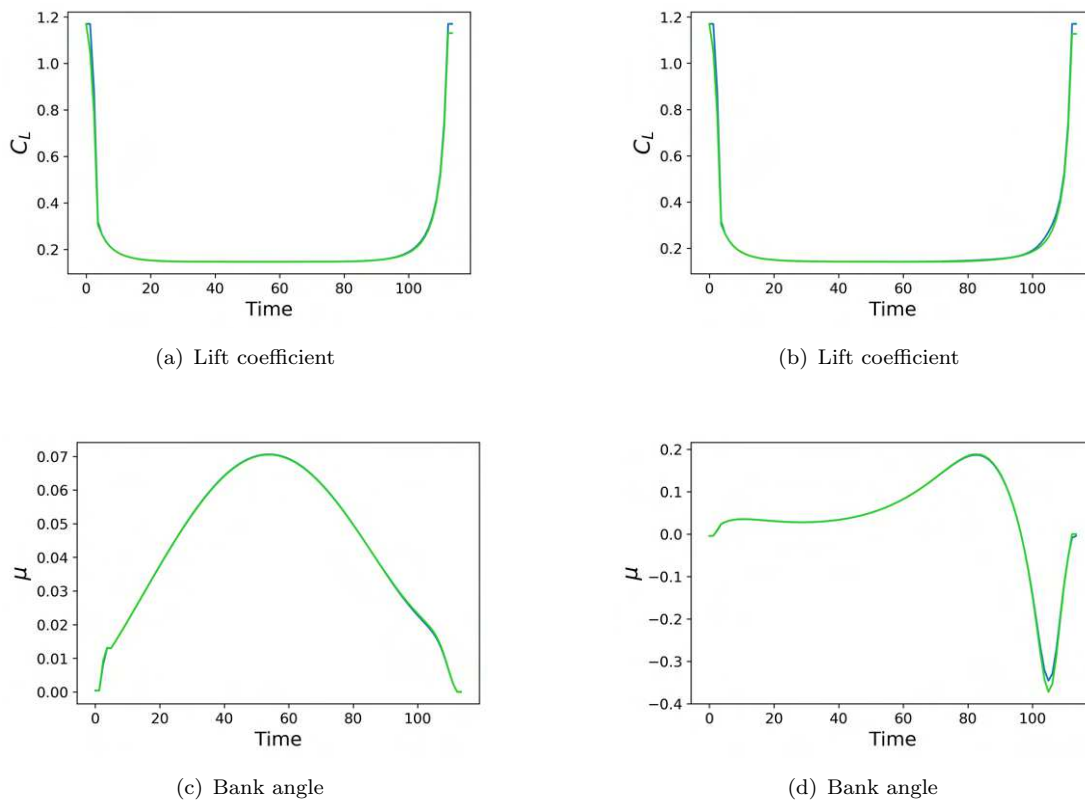 1.2
1.0
0.8
0.6
0.4
0.2
C_L
0 20 40 60 80 100
Time
(a) Lift coefficient
1.2
1.0
0.8
0.6
0.4
0.2
C_L
0 20 40 60 80 100
Time
(b) Lift coefficient
0.07
0.06
0.05
0.04
0.03
0.02
0.01
0.00
μ
0 20 40 60 80 100
Time
(c) Bank angle
0.2
0.1
0.0
−0.1
−0.2
−0.3
−0.4
μ
0 20 40 60 80 100
Time
(d) Bank angle